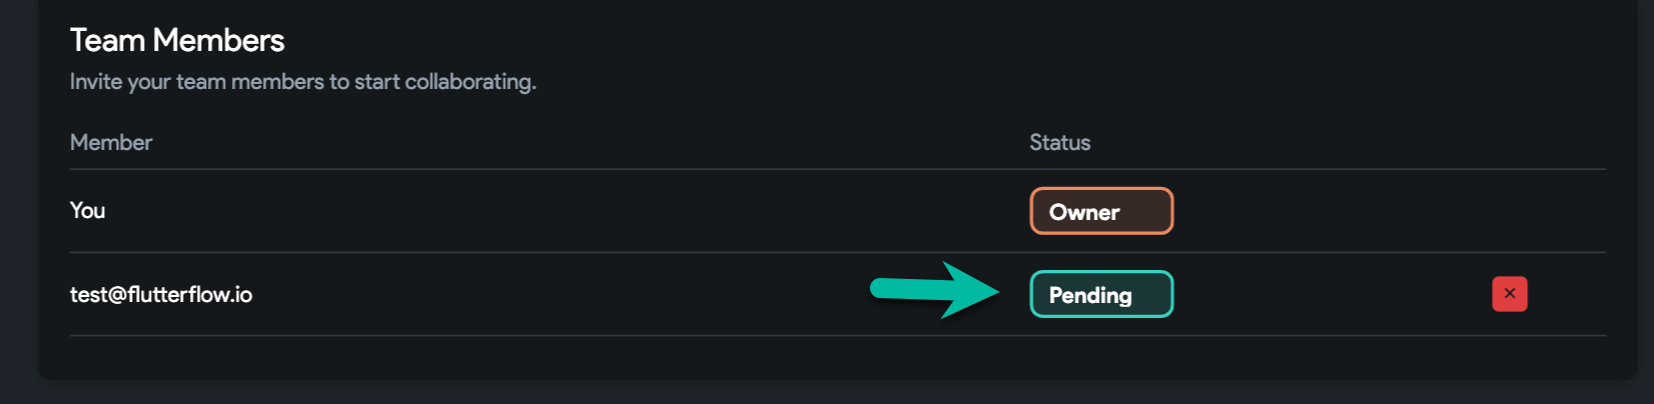 Team Members
Invite your team members to start collaborating.
Member Status
You Owner
test@flutterflow.io Pending